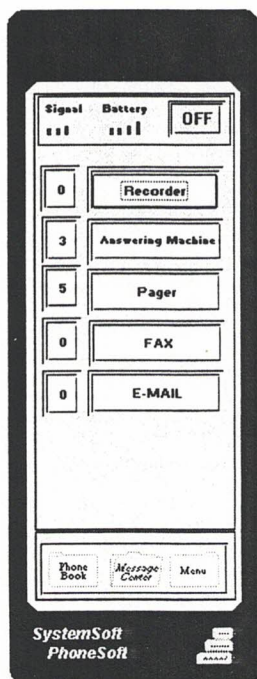 Signal Battery OFF
0 Recorder
3 Answering Machine
5 Pager
0 FAX
0 E-MAIL
Phone Book
Message Center
Menu
SystemSoft
PhoneSoft